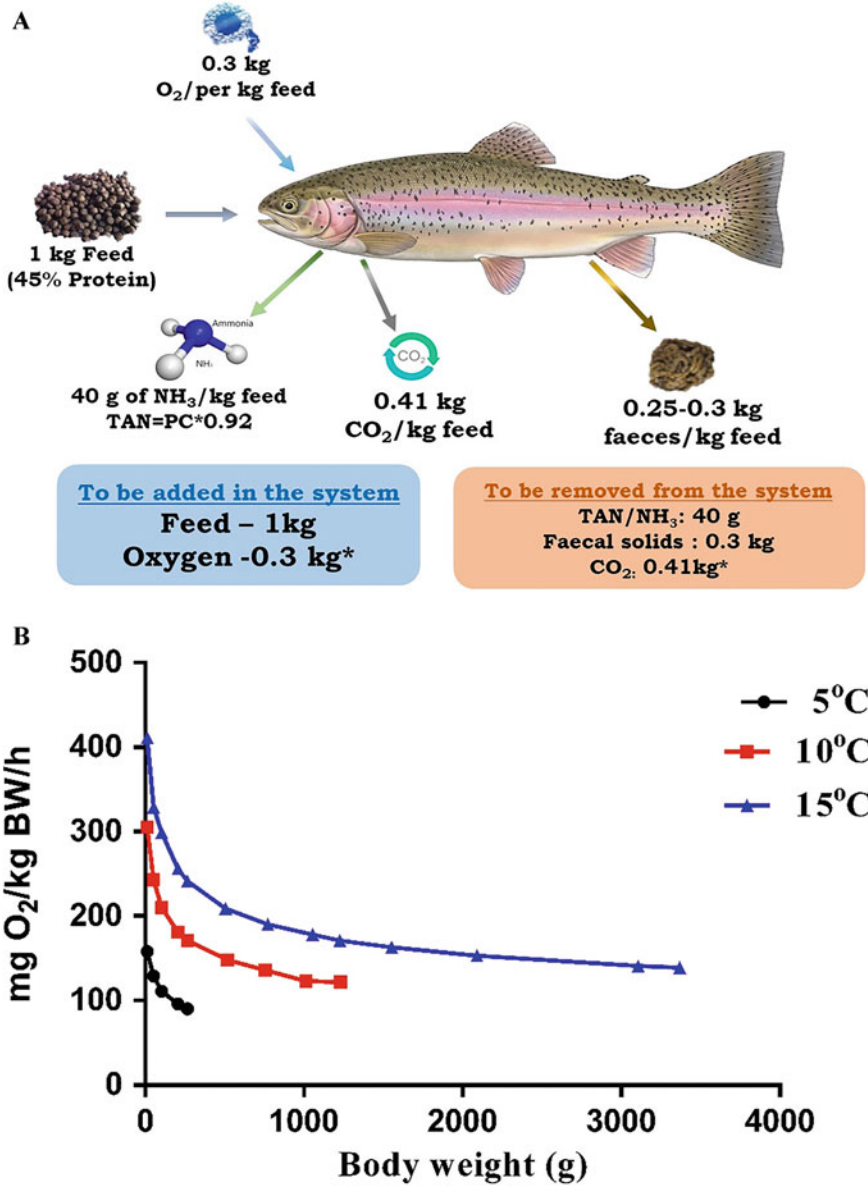 A
0.3 kg
O₂/per kg feed
1 kg Feed
(45% Protein)
Ammonia
NH₃
CO₂
40 g of NH₃/kg feed
TAN=PC*0.92
0.41 kg
CO₂/kg feed
0.25-0.3 kg
faeces/kg feed
To be added in the system
Feed – 1kg
Oxygen -0.3 kg*
To be removed from the system
TAN/NH₃: 40 g
Faecal solids : 0.3 kg
CO₂: 0.41kg*
B
mg O₂/kg BW/h
500
400
300
200
100
0
0 1000 2000 3000 4000
Body weight (g)
5°C
10°C
15°C